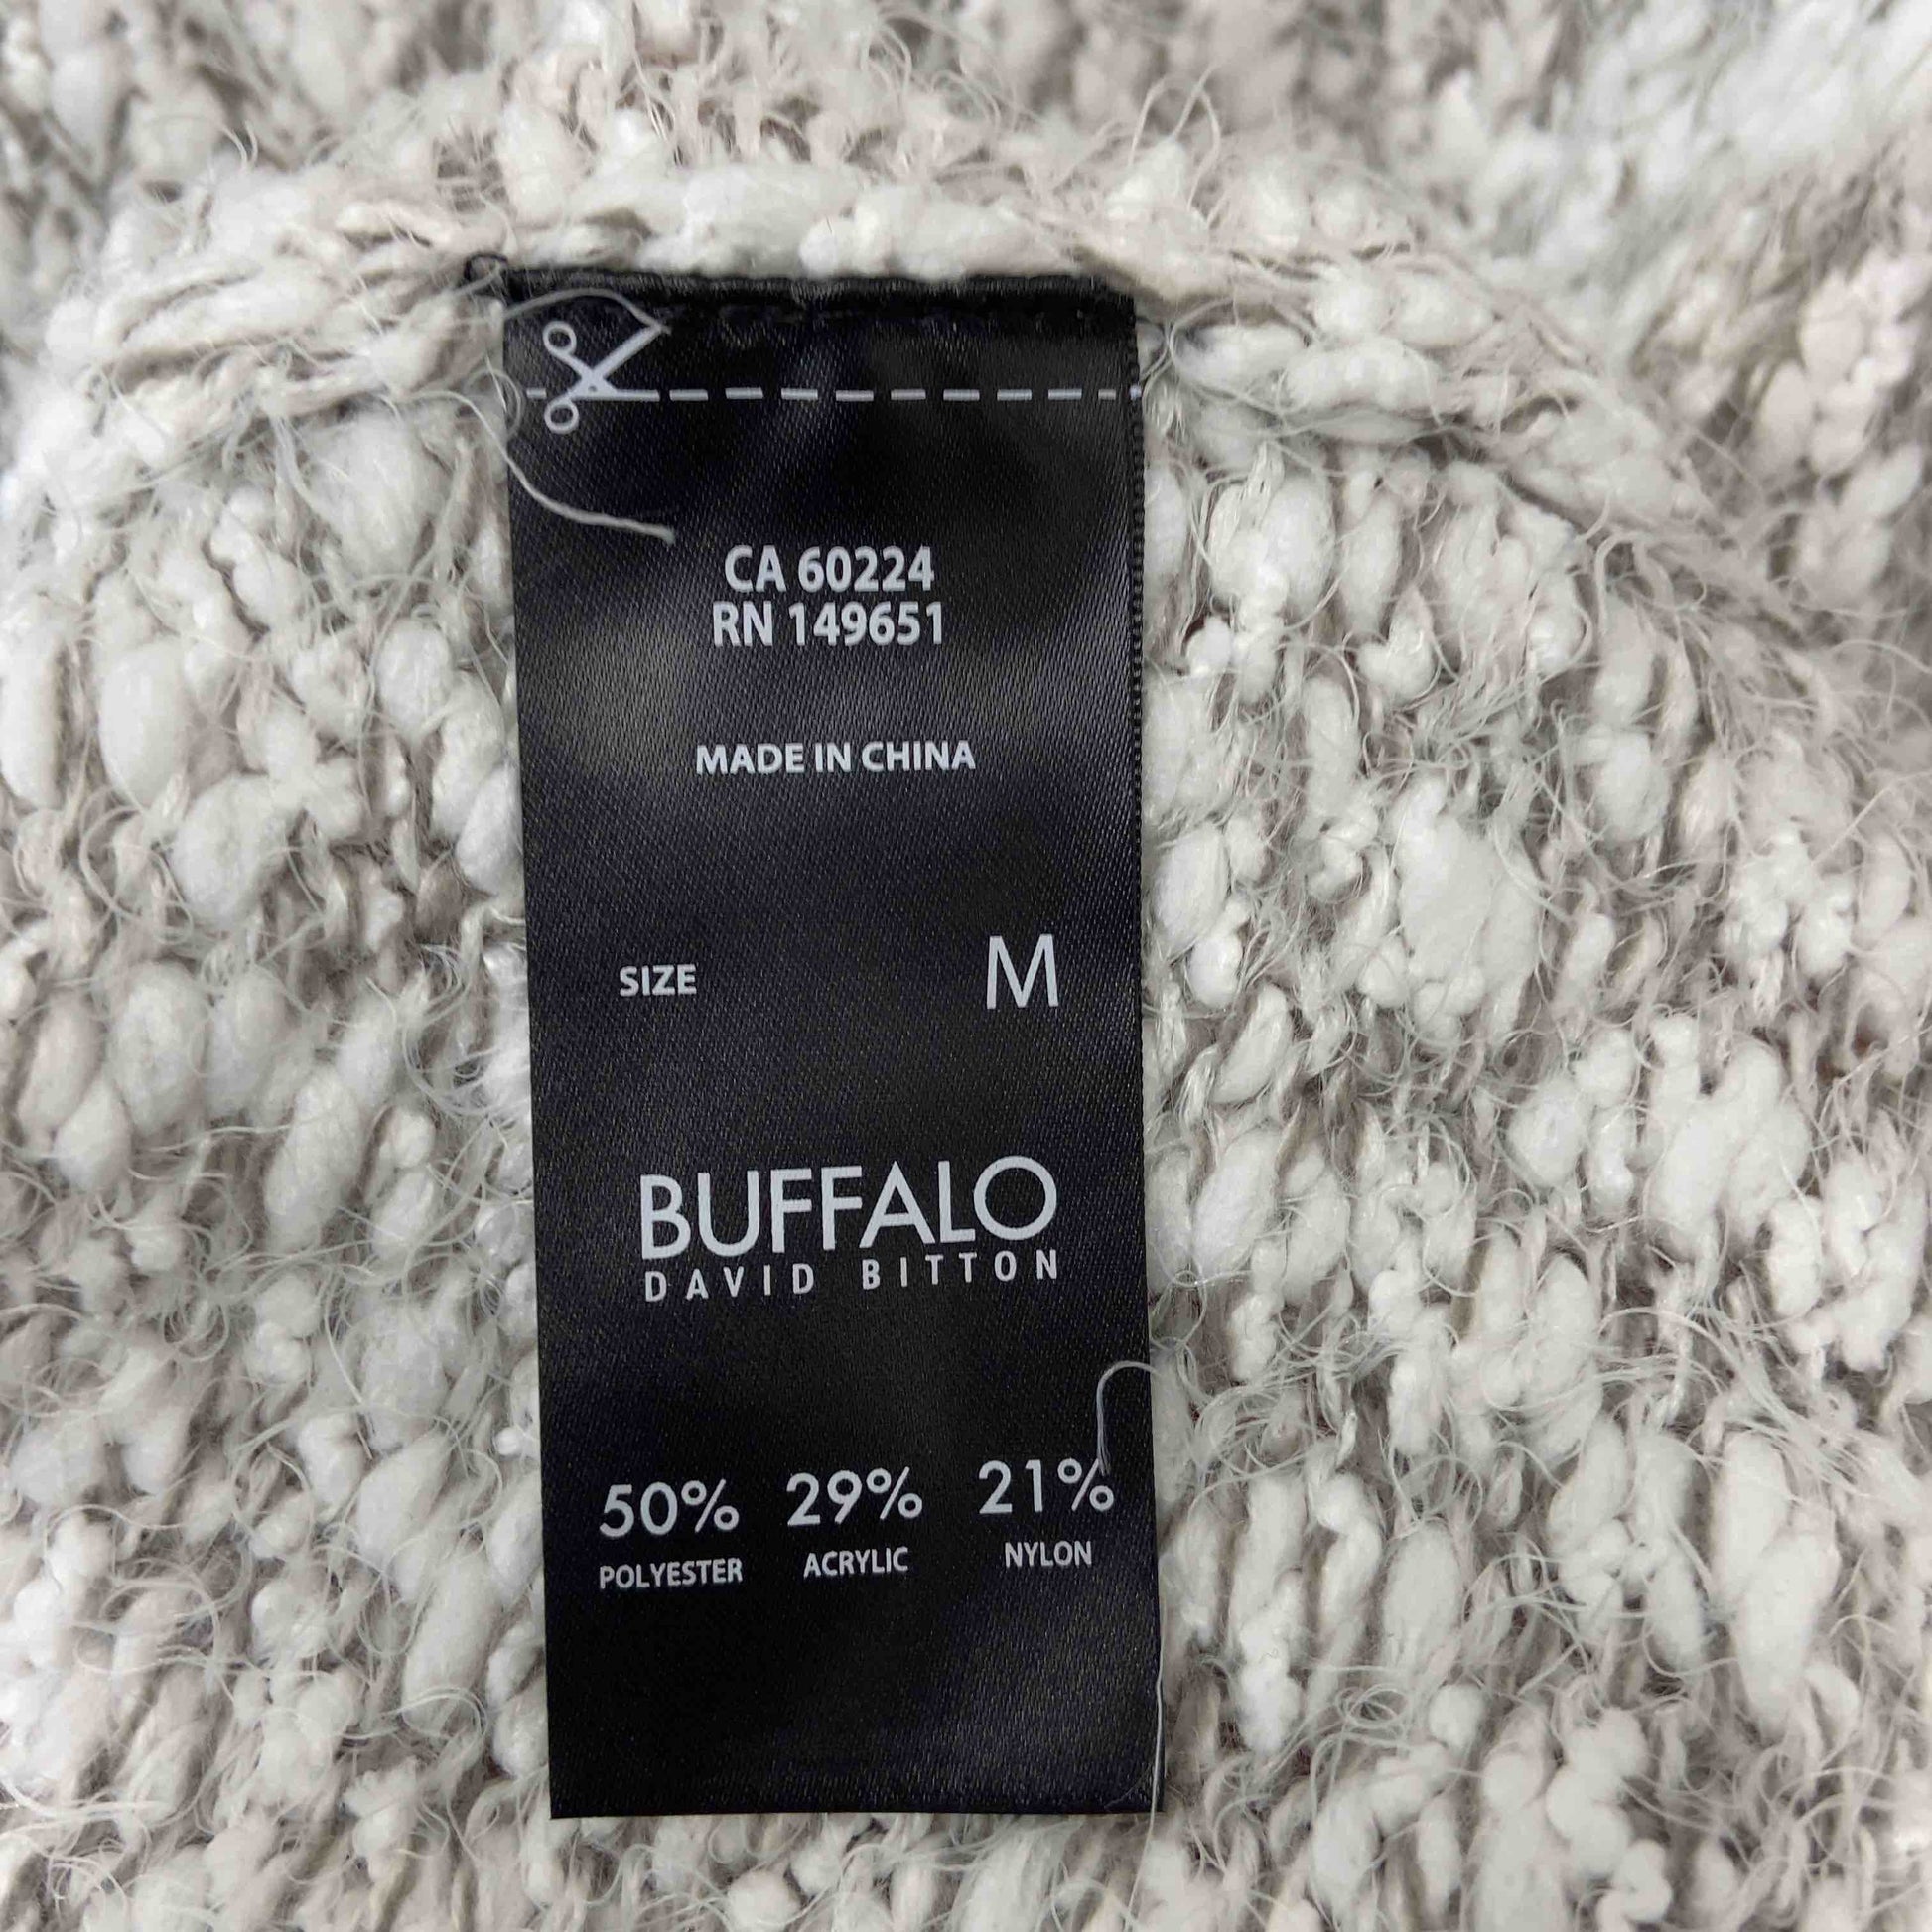 CA 60224
RN 149651
MADE IN CHINA
SIZE M
BUFFALO
DAVID BITTON
50% 29% 21%
POLYESTER ACRYLIC NYLON